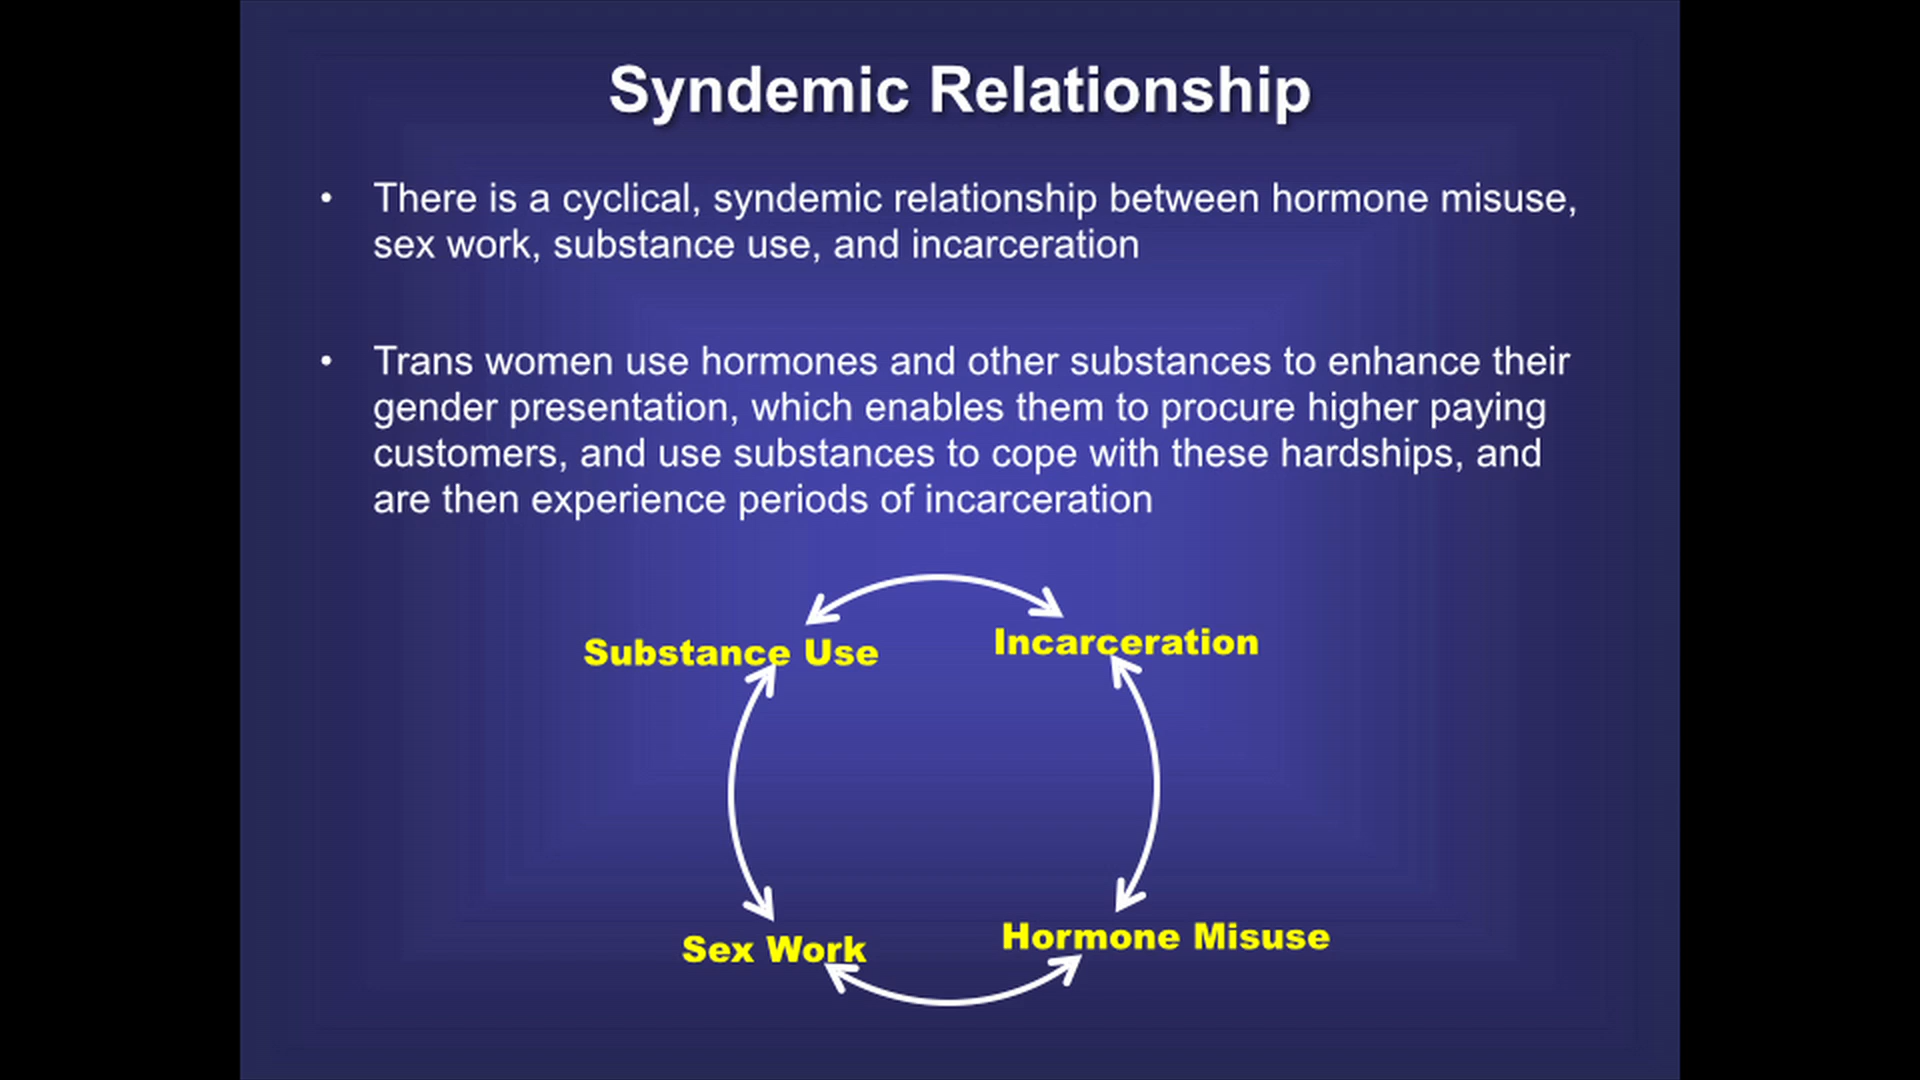 Syndemic Relationship
• There is a cyclical, syndemic relationship between hormone misuse,
sex work, substance use, and incarceration
• Trans women use hormones and other substances to enhance their
gender presentation, which enables them to procure higher paying
customers, and use substances to cope with these hardships, and
are then experience periods of incarceration
Substance Use
Incarceration
Sex Work
Hormone Misuse